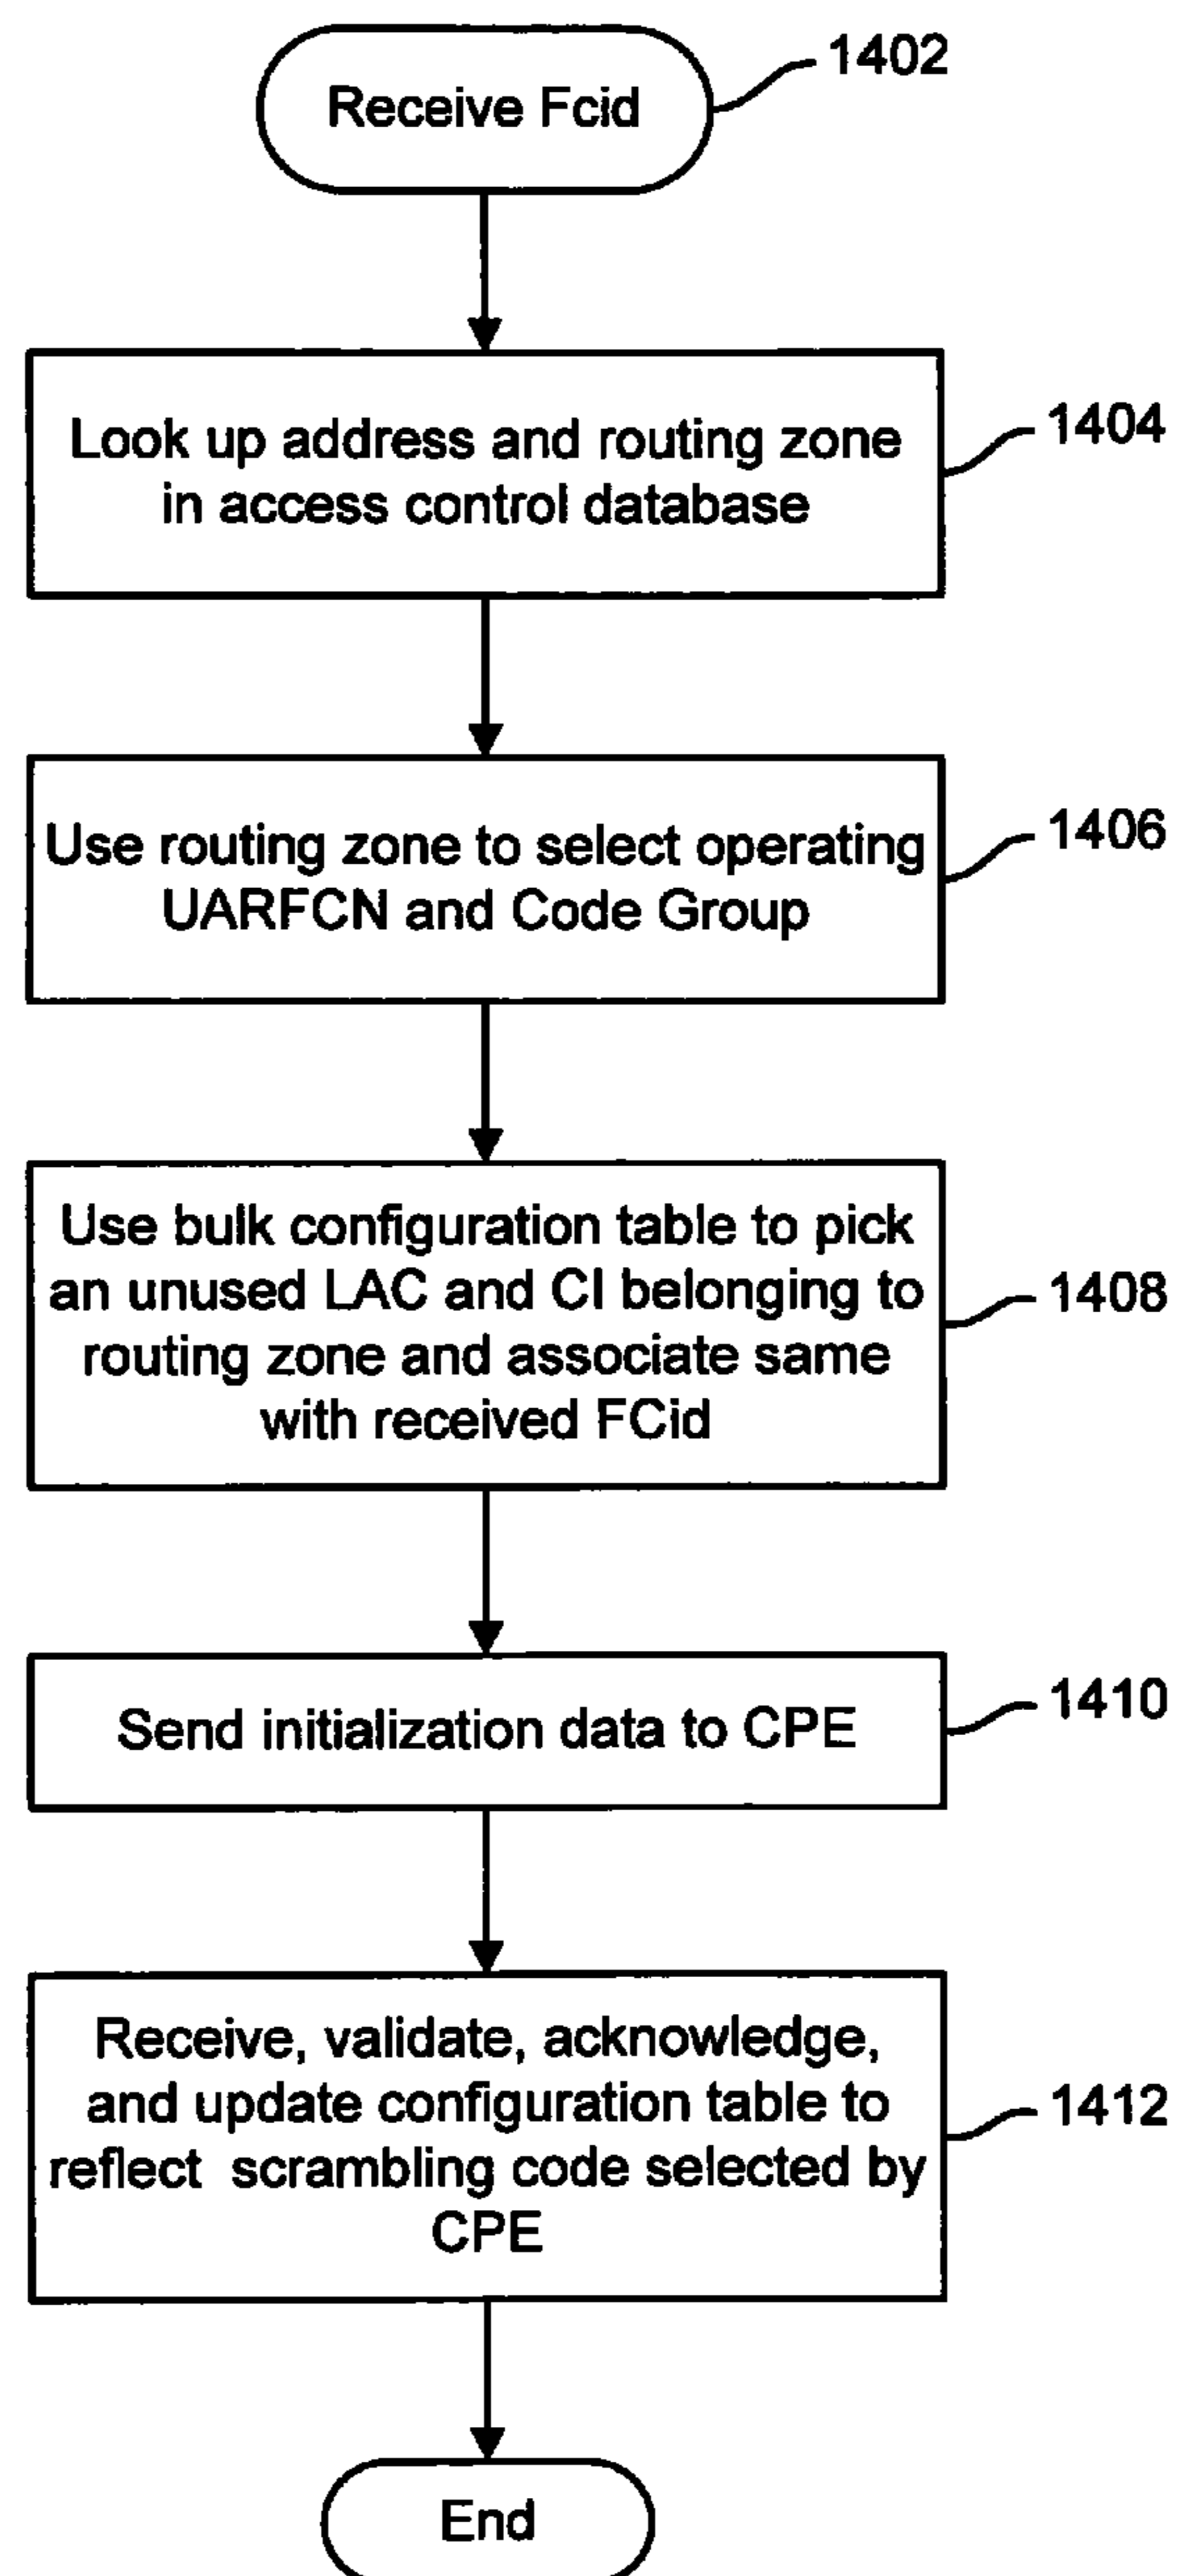 Receive Fcid
1402
Look up address and routing zone
in access control database
1404
Use routing zone to select operating
UARFCN and Code Group
1406
Use bulk configuration table to pick
an unused LAC and CI belonging to
routing zone and associate same
with received FCid
1408
Send initialization data to CPE
1410
Receive, validate, acknowledge,
and update configuration table to
reflect scrambling code selected by
CPE
1412
End